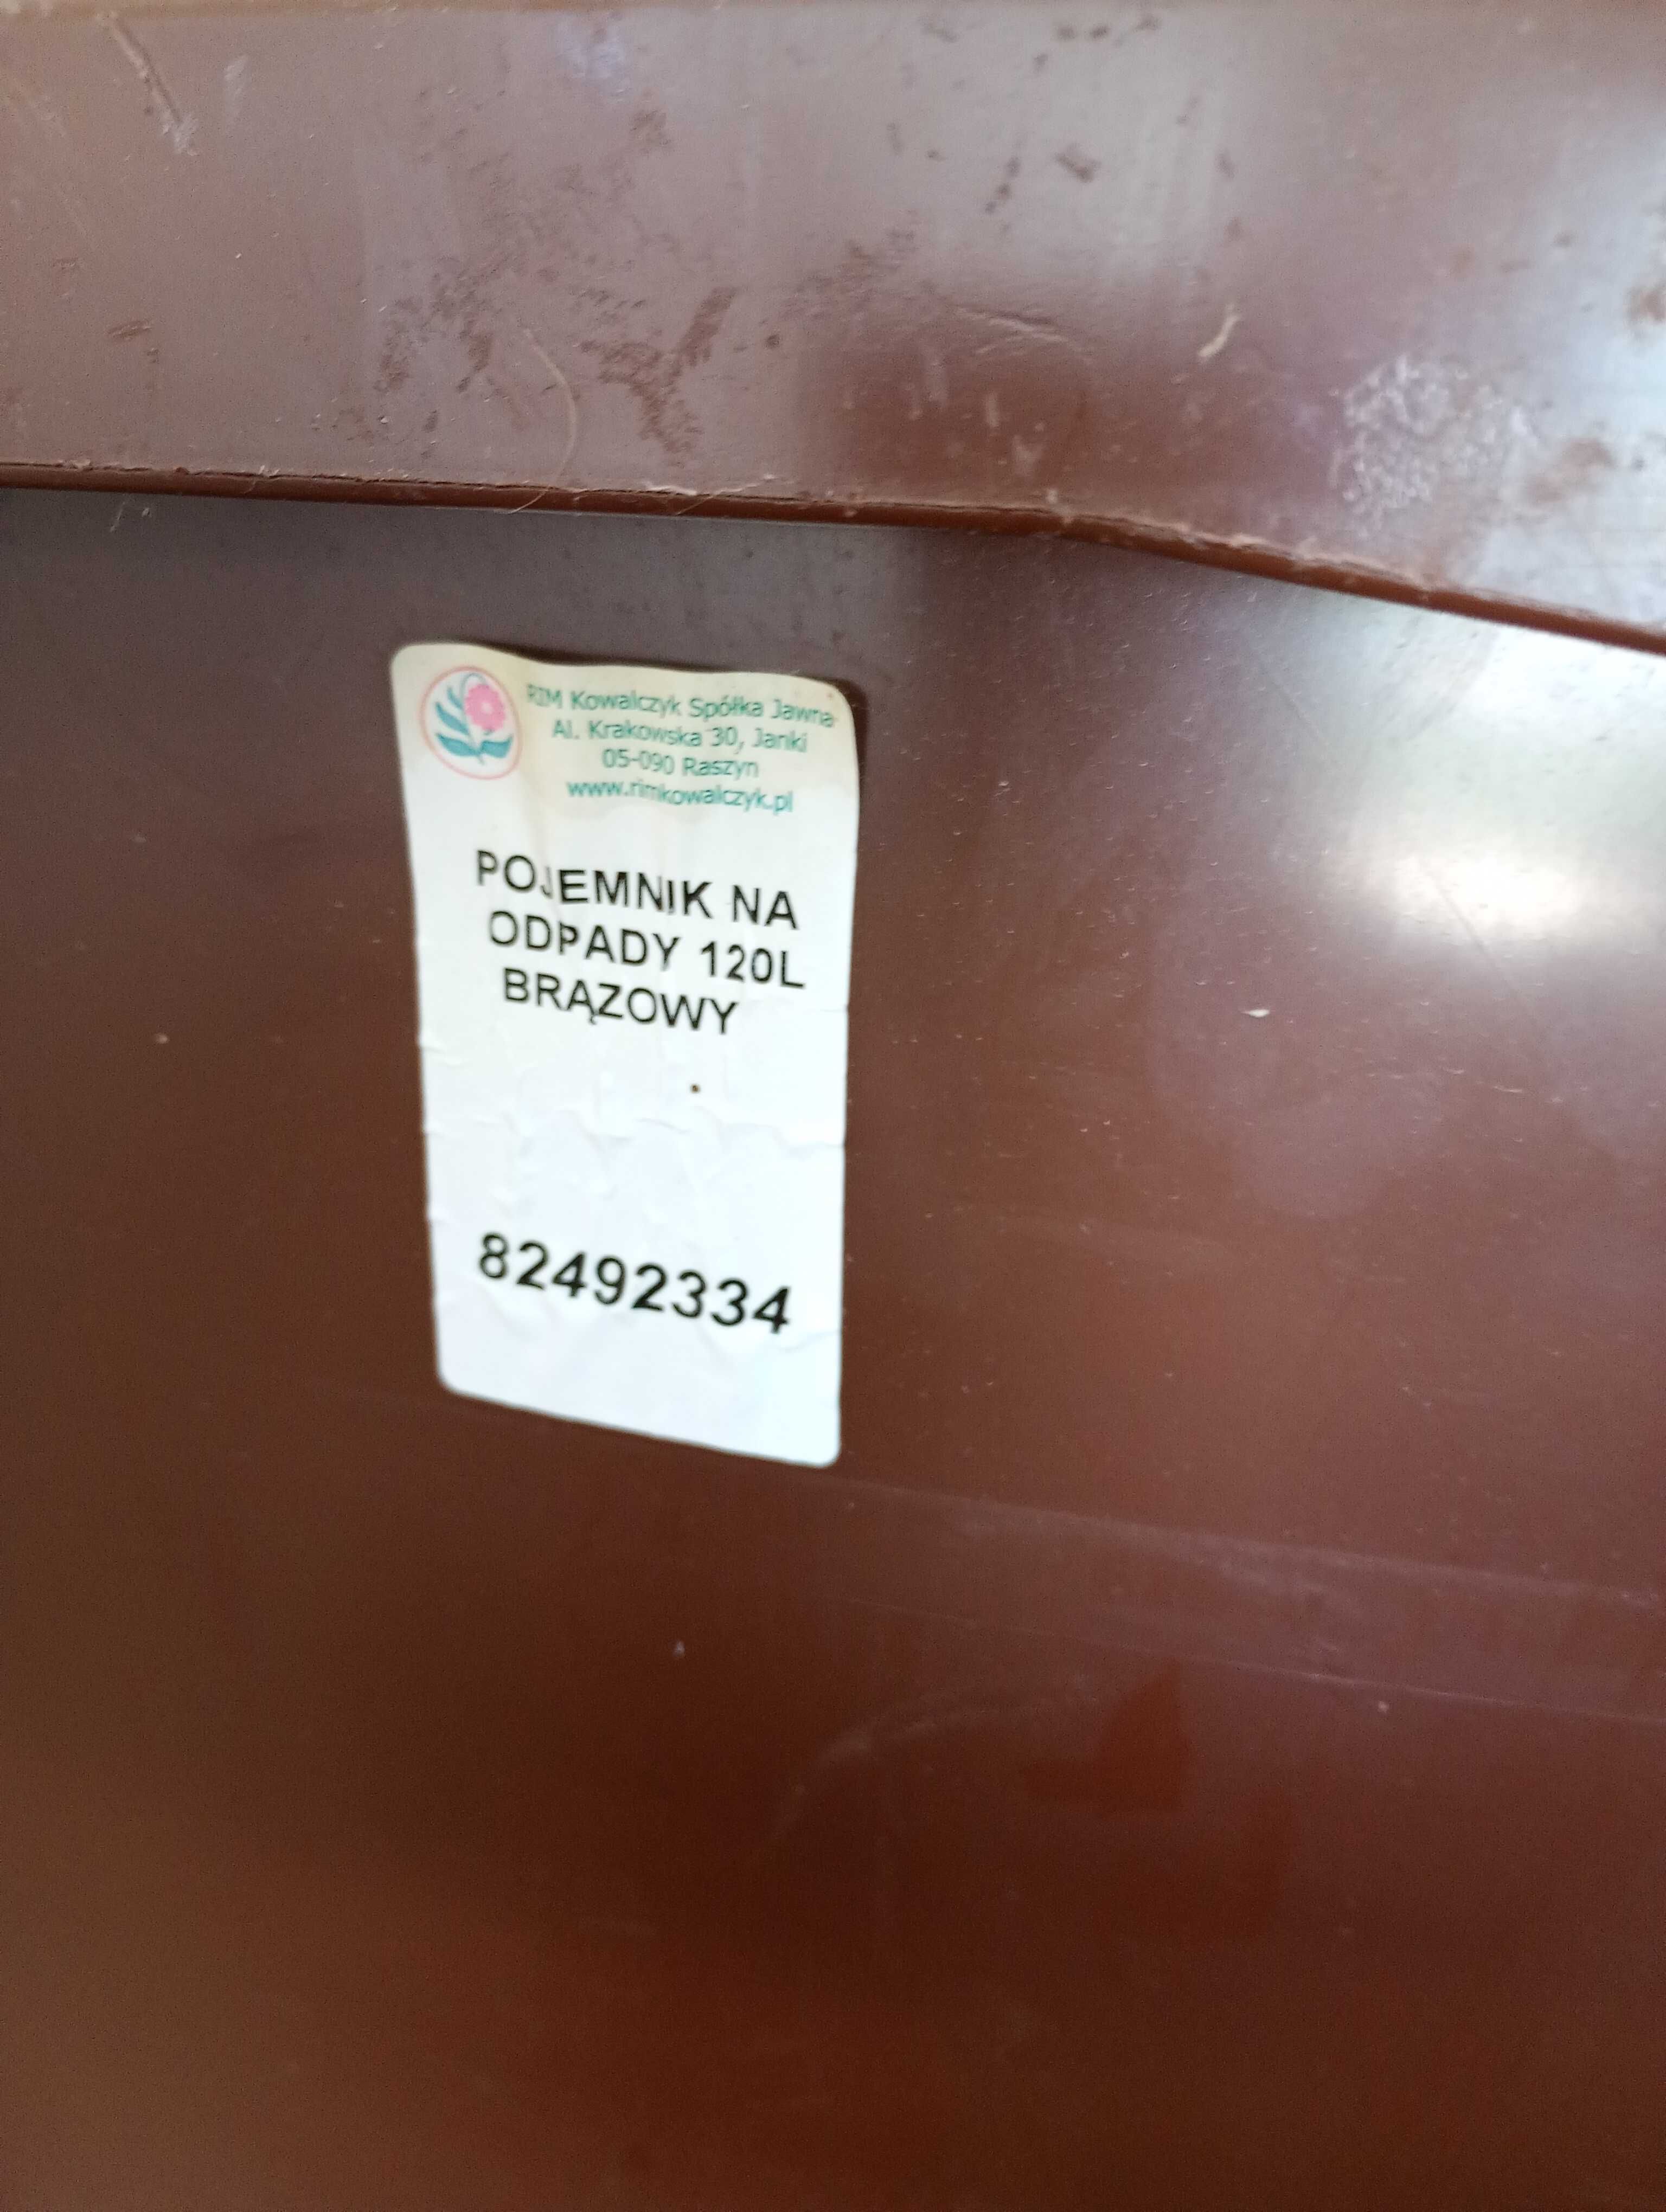 RIM Kowalczyk Spółka Jawna
Al. Krakowska 30, Janki
05-090 Raszyn
www.rimkowalczyk.pl
POJEMNIK NA
ODPADY 120L
BRĄZOWY
82492334